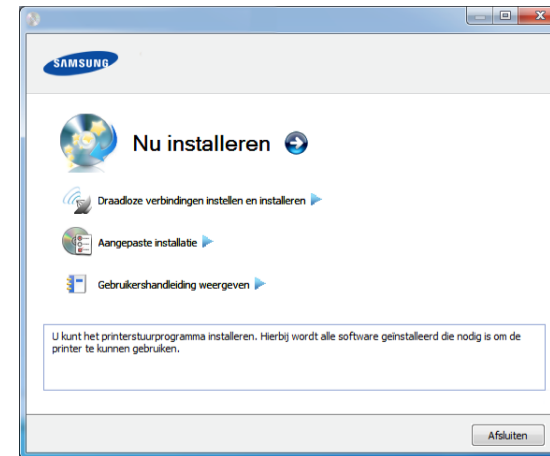 SAMSUNG
Nu installeren
Draadloze verbindingen instellen en installeren
Aangepaste installatie
Gebruikershandleiding weergeven
U kunt het printerstuurprogramma installeren. Hierbij wordt alle software geïnstalleerd die nodig is om de
printer te kunnen gebruiken.
Afsluiten